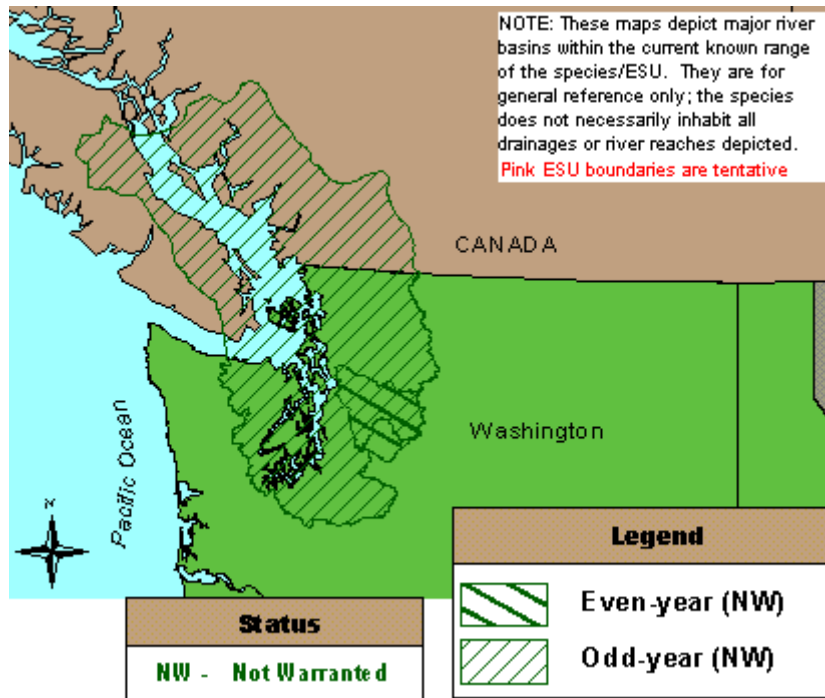 NOTE: These maps depict major river
basins within the current known range
of the species/ESU. They are for
general reference only; the species
does not necessarily inhabit all
drainages or river reaches depicted.
Pink ESU boundaries are tentative
CANADA
Washington
Pacific Ocean
N
Legend
Even-year (NW)
Odd-year (NW)
Status
NW - Not Warranted